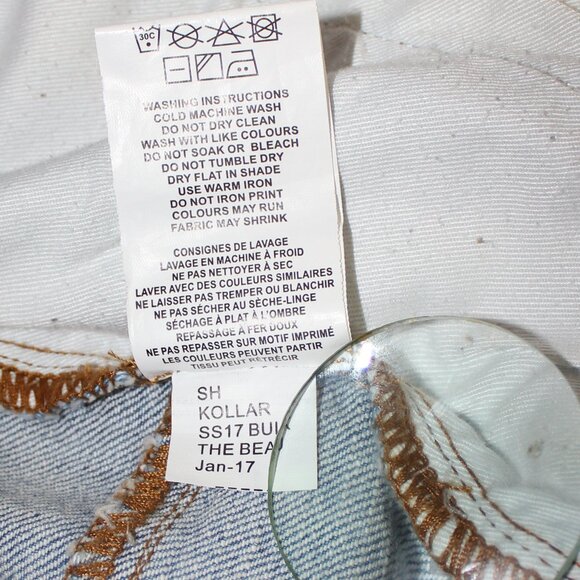 30C
WASHING INSTRUCTIONS
COLD MACHINE WASH
DO NOT DRY CLEAN
WASH WITH LIKE COLOURS
DO NOT SOAK OR BLEACH
DO NOT TUMBLE DRY
DRY FLAT IN SHADE
USE WARM IRON
DO NOT IRON PRINT
COLOURS MAY RUN
FABRIC MAY SHRINK
CONSIGNES DE LAVAGE
LAVAGE EN MACHINE À FROID
NE PAS NETTOYER À SEC
LAVER AVEC DES COULEURS SIMILAIRES
NE LAISSER PAS TREMPER OU BLANCHIR
NE PAS SÉCHER AU SÈCHE-LINGE
SÉCHAGE À PLAT À L'OMBRE
REPASSAGE À FER DOUX
NE PAS REPASSER SUR MOTIF IMPRIMÉ
LES COULEURS PEUVENT PARTIR
TISSU PEUT RÉTRÉCIR
SH
KOLLAR
SS17
THE
Jan-17